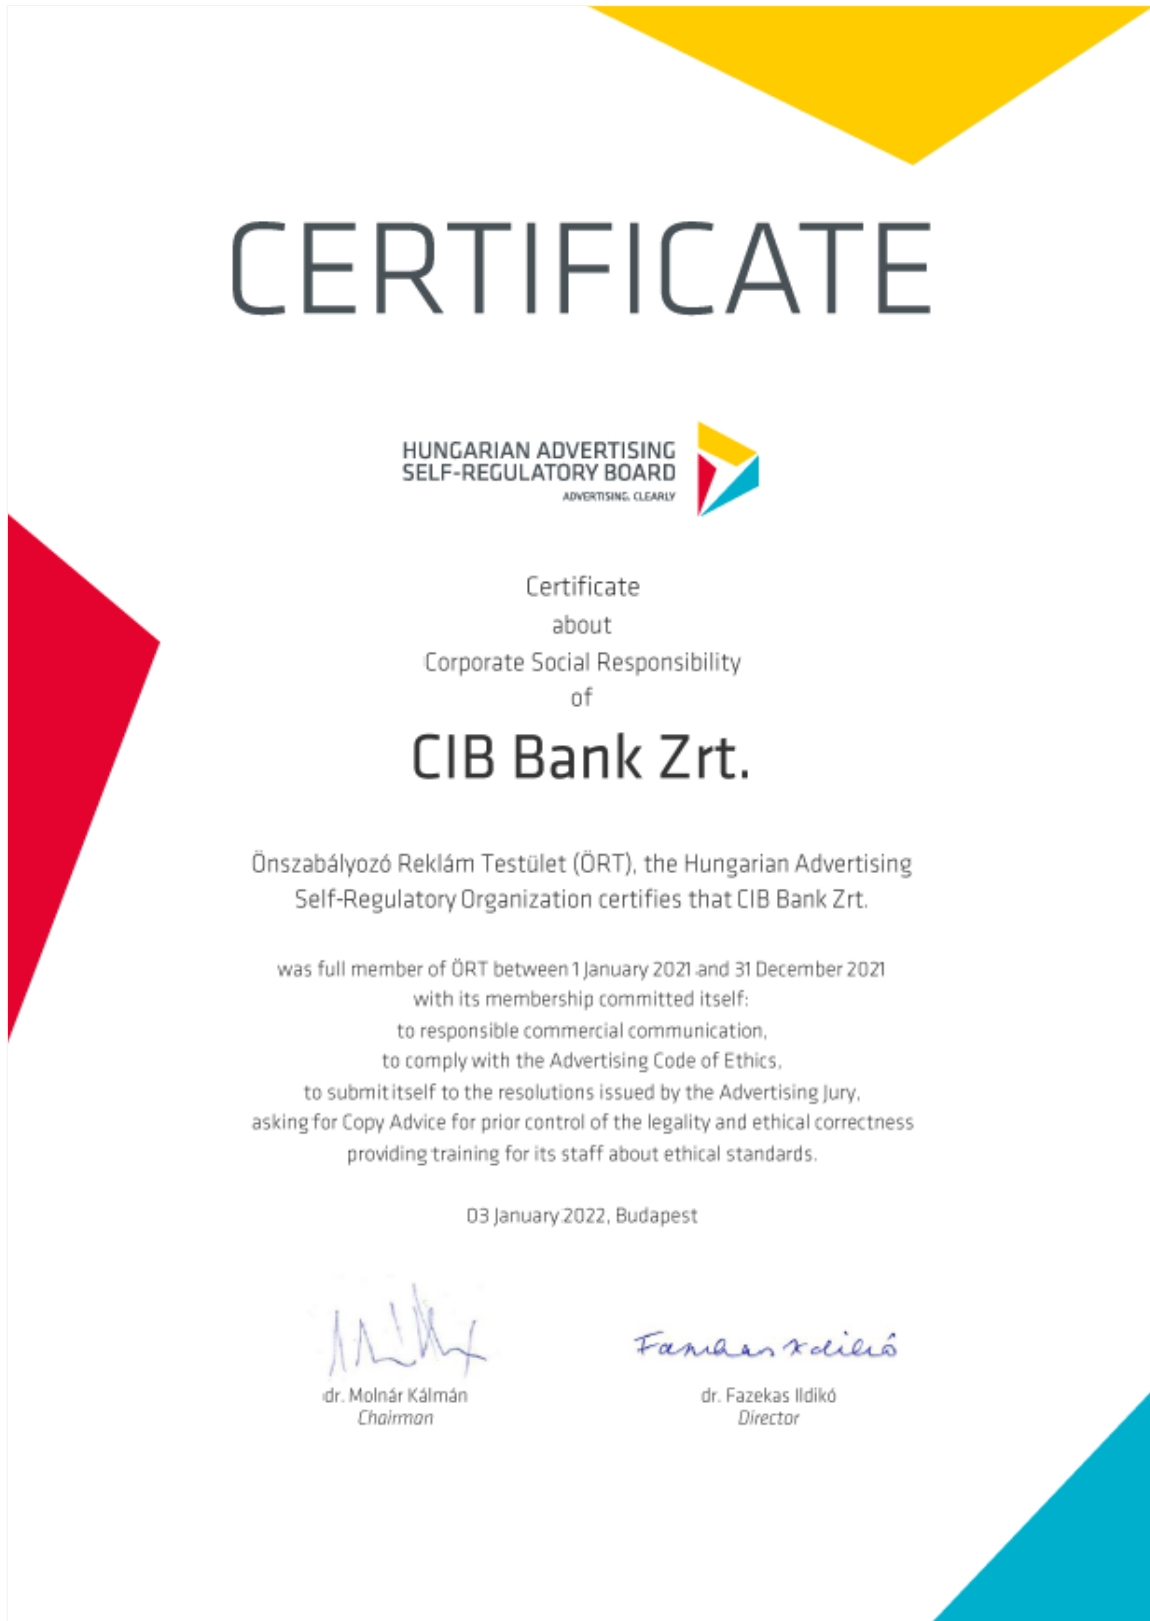 CERTIFICATE
HUNGARIAN ADVERTISING
SELF-REGULATORY BOARD
ADVERTISING. CLEARLY
Certificate
about
Corporate Social Responsibility
of
CIB Bank Zrt.
Önszabályozó Reklám Testület (ÖRT), the Hungarian Advertising
Self-Regulatory Organization certifies that CIB Bank Zrt.
was full member of ÖRT between 1 January 2021 and 31 December 2021
with its membership committed itself:
to responsible commercial communication,
to comply with the Advertising Code of Ethics,
to submit itself to the resolutions issued by the Advertising Jury,
asking for Copy Advice for prior control of the legality and ethical correctness
providing training for its staff about ethical standards.
03 January 2022, Budapest
Fazekas Ildikó
dr. Molnár Kálmán
Chairman
dr. Fazekas Ildikó
Director